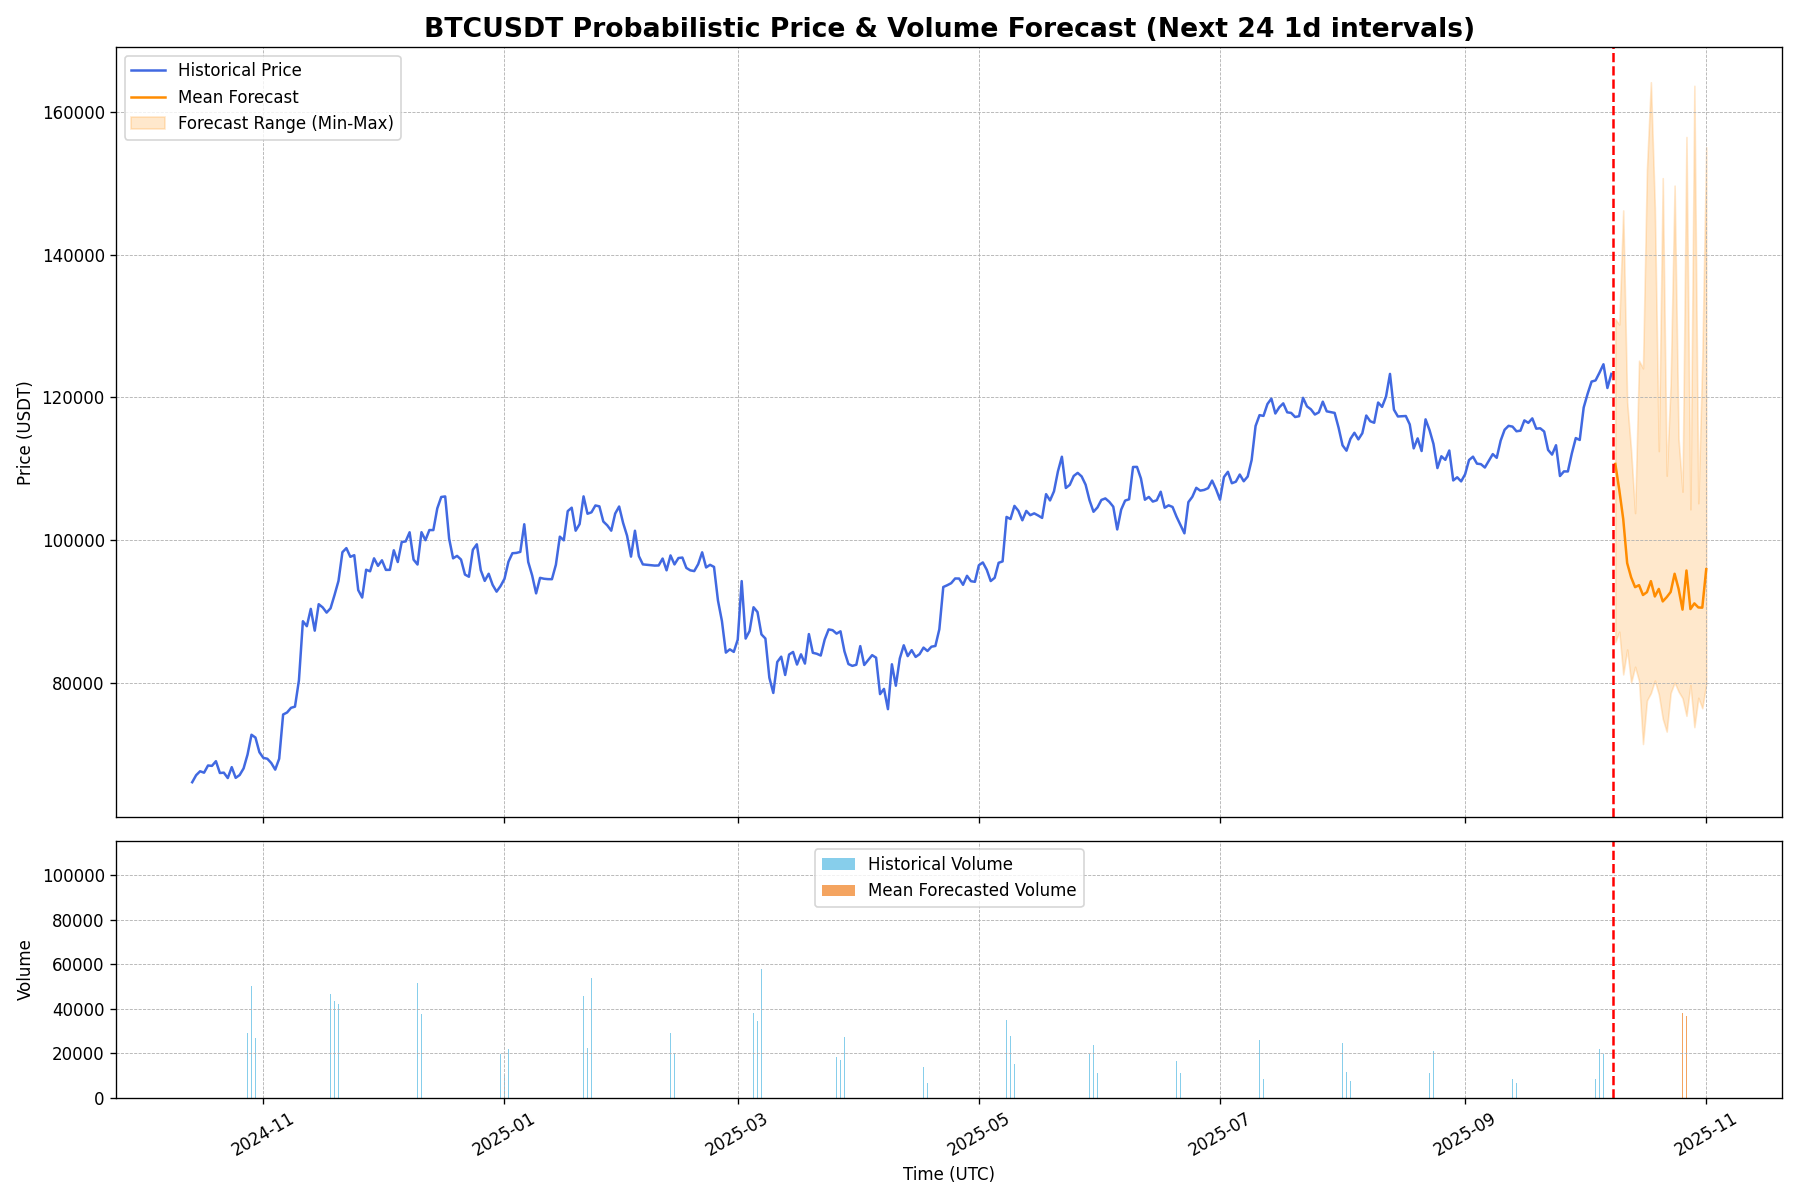 BTCUSDT Probabilistic Price & Volume Forecast (Next 24 1d intervals)
Historical Price
Mean Forecast
Forecast Range (Min-Max)
160000
140000
120000
100000
80000
Price (USDT)
Historical Volume
Mean Forecasted Volume
100000
80000
60000
40000
20000
0
Volume
2024-11
2025-01
2025-03
2025-05
2025-07
2025-09
2025-11
Time (UTC)